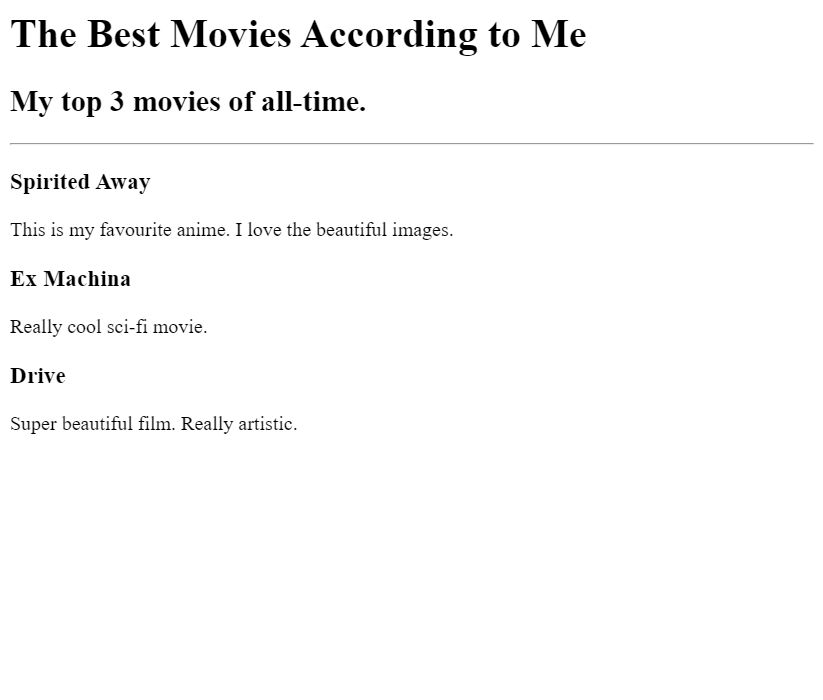 The Best Movies According to Me
My top 3 movies of all-time.
Spirited Away
This is my favourite anime. I love the beautiful images.
Ex Machina
Really cool sci-fi movie.
Drive
Super beautiful film. Really artistic.